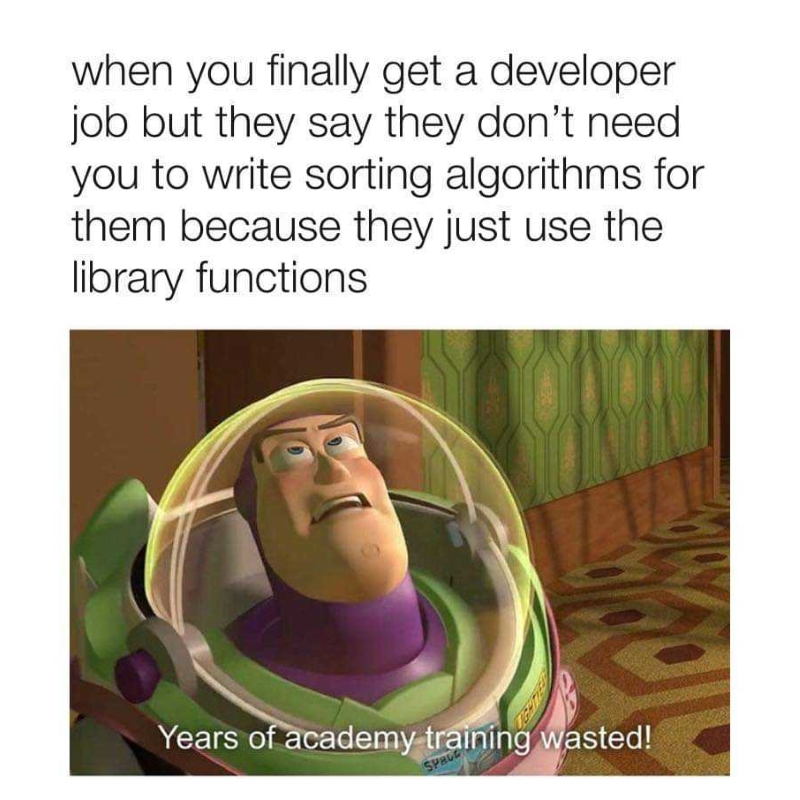 when you finally get a developer
job but they say they don’t need
you to write sorting algorithms for
them because they just use the
library functions
Years of academy training wasted!
SPACE